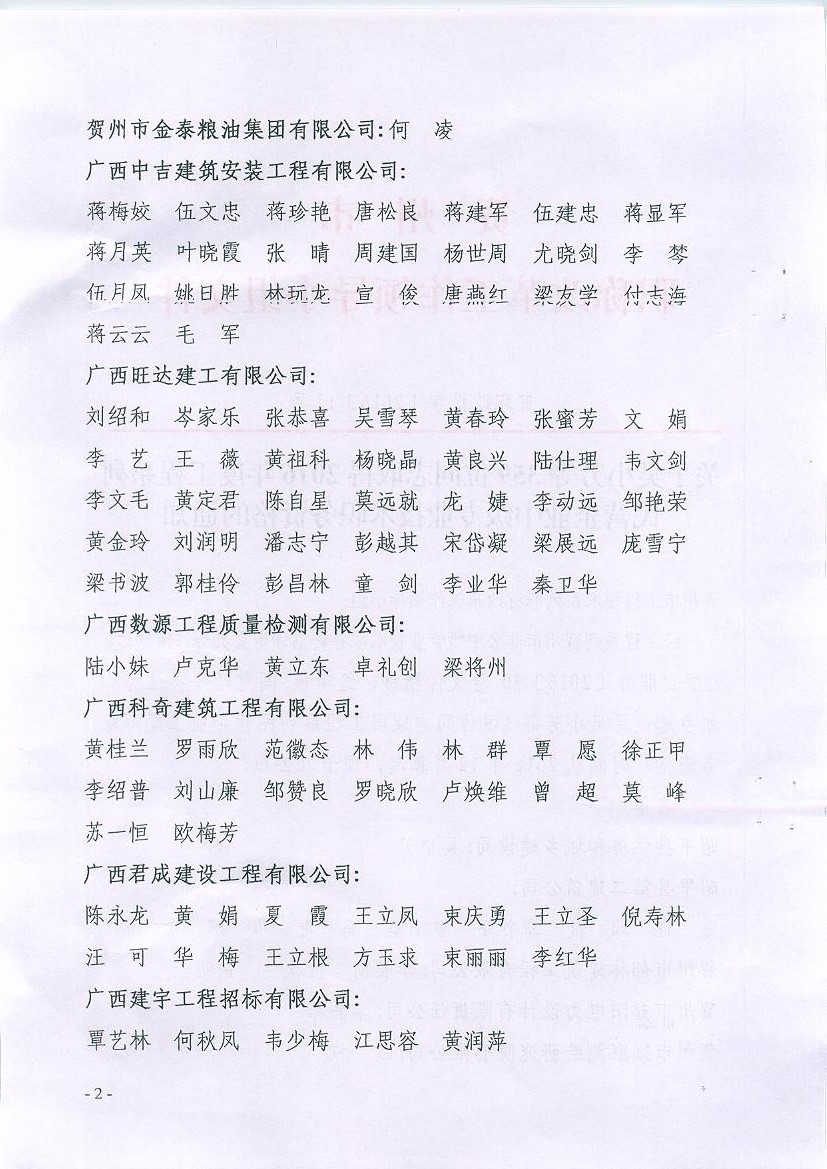 贺州市金泰粮油集团有限公司:何　凌
广西中吉建筑安装工程有限公司:
蒋梅姣　伍文忠　蒋珍艳　唐松良　蒋建军　伍建忠　蒋显军
蒋月英　叶晓霞　张　晴　周建国　杨世周　尤晓剑　李　棽
伍月凤　姚日胜　林玩龙　宣　俊　唐燕红　梁友学　付志海
蒋云云　毛　军
广西旺达建工有限公司:
刘绍和　岑家乐　张恭喜　吴雪琴　黄春玲　张蜜芳　文　娟
李　艺　王　薇　黄祖科　杨晓晶　黄良兴　陆仕理　韦文剑
李文毛　黄定君　陈自星　莫远就　龙　婕　李动远　邹艳荣
黄金玲　刘润明　潘志宁　彭越其　宋岱凝　梁展远　庞雪宁
梁书波　郭桂伶　彭昌林　童　剑　李业华　秦卫华
广西数源工程质量检测有限公司:
陆小妹　卢克华　黄立东　卓礼创　梁将州
广西科奇建筑工程有限公司:
黄桂兰　罗雨欣　范徽态　林　伟　林　群　覃　愿　徐正甲
李绍普　刘山廉　邹赞良　罗晓欣　卢焕维　曾　超　莫　峰
苏一恒　欧梅芳
广西君成建设工程有限公司:
陈永龙　黄　娟　夏　霞　王立凤　束庆勇　王立圣　倪寿林
汪　可　华　梅　王立根　方玉求　束丽丽　李红华
广西建宇工程招标有限公司:
覃艺林　何秋凤　韦少梅　江思容　黄润萍
- 2 -